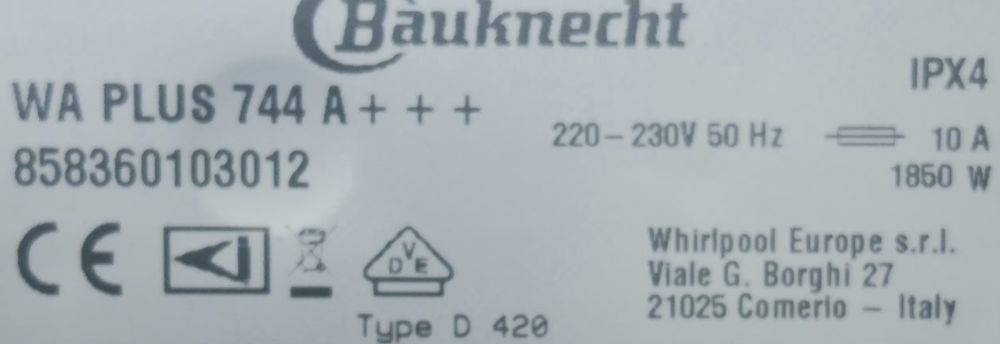 Bauknecht
WA PLUS 744 A+++
858360103012
IPX4
220-230V 50 Hz 10 A
1850 W
CE
VDE
Type D 420
Whirlpool Europe s.r.l.
Viale G. Borghi 27
21025 Comerio - Italy